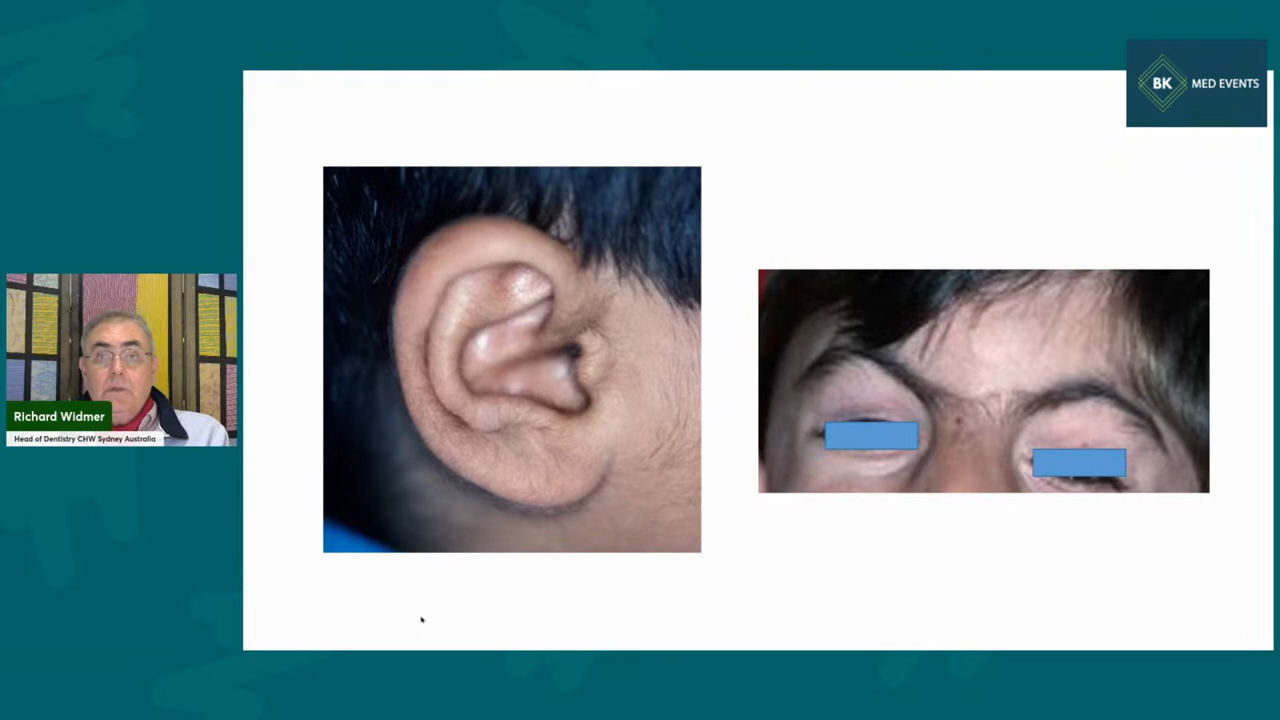 BK MED EVENTS
Richard Widmer
Head of Dentistry CHW Sydney Australia